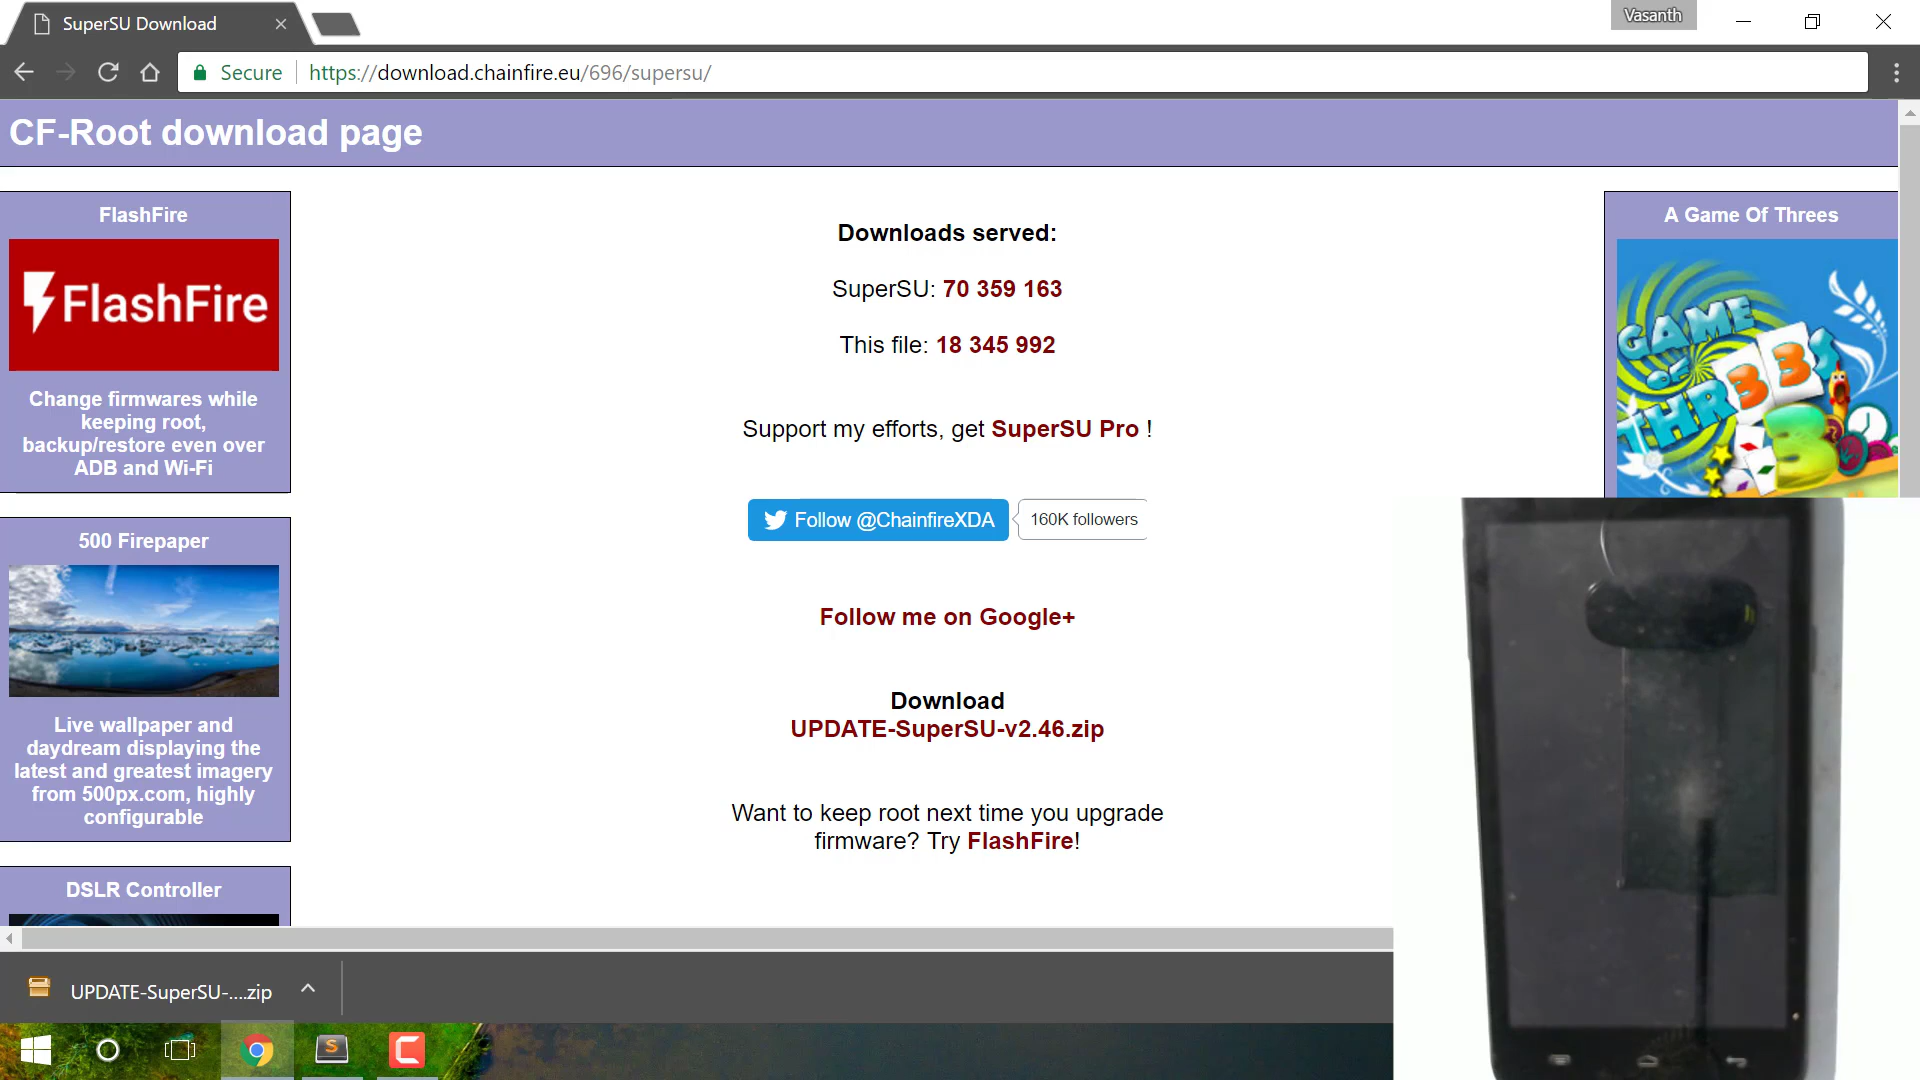 SuperSU Download
Vasanth
Secure
https://download.chainfire.eu/696/supersu/
CF-Root download page
FlashFire
FlashFire
Change firmwares while
keeping root,
backup/restore even over
ADB and Wi-Fi
500 Firepaper
Live wallpaper and
daydream displaying the
latest and greatest imagery
from 500px.com, highly
configurable
DSLR Controller
Downloads served:
SuperSU: 70 359 163
This file: 18 345 992
Support my efforts, get SuperSU Pro !
Follow @ChainfireXDA
160K followers
Follow me on Google+
Download
UPDATE-SuperSU-v2.46.zip
Want to keep root next time you upgrade
firmware? Try FlashFire!
A Game Of Threes
GAME
OF
THR33S
3
UPDATE-SuperSU-....zip